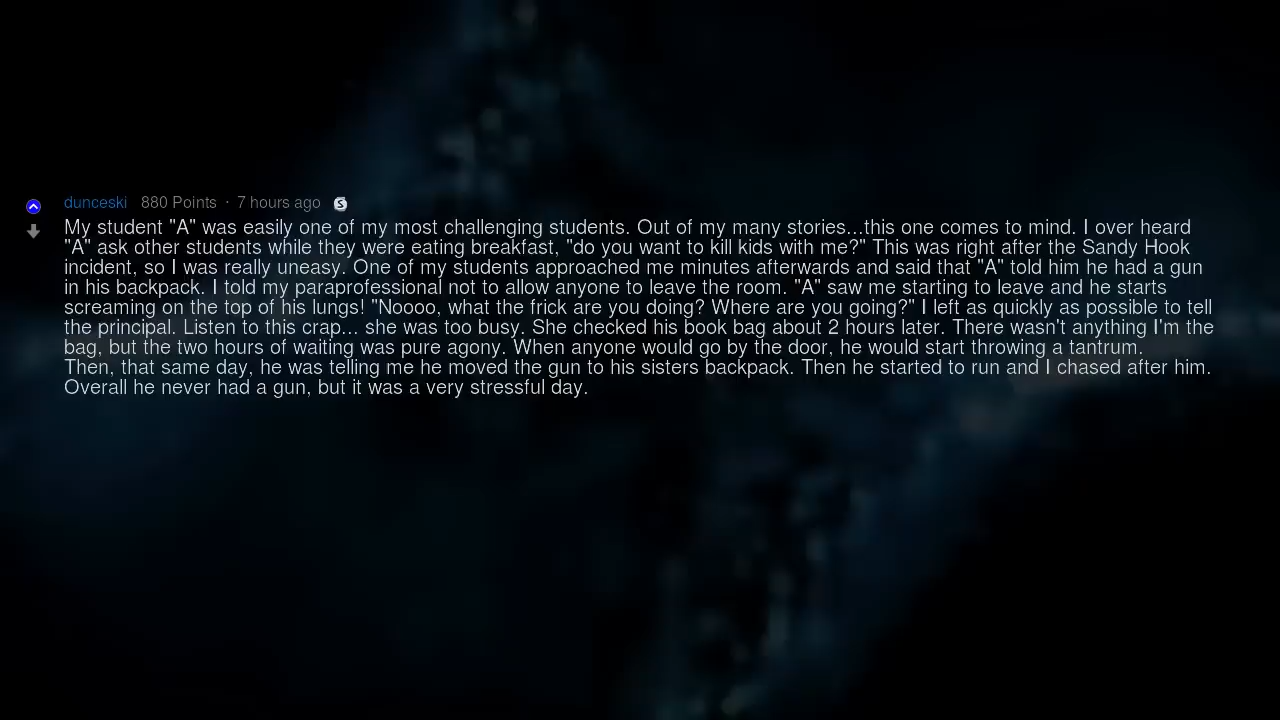 dunceski 880 Points · 7 hours ago
My student "A" was easily one of my most challenging students. Out of my many stories...this one comes to mind. I over heard
"A" ask other students while they were eating breakfast, "do you want to kill kids with me?" This was right after the Sandy Hook
incident, so I was really uneasy. One of my students approached me minutes afterwards and said that "A" told him he had a gun
in his backpack. I told my paraprofessional not to allow anyone to leave the room. "A" saw me starting to leave and he starts
screaming on the top of his lungs! "Noooo, what the frick are you doing? Where are you going?" I left as quickly as possible to tell
the principal. Listen to this crap... she was too busy. She checked his book bag about 2 hours later. There wasn't anything I'm the
bag, but the two hours of waiting was pure agony. When anyone would go by the door, he would start throwing a tantrum.
Then, that same day, he was telling me he moved the gun to his sisters backpack. Then he started to run and I chased after him.
Overall he never had a gun, but it was a very stressful day.